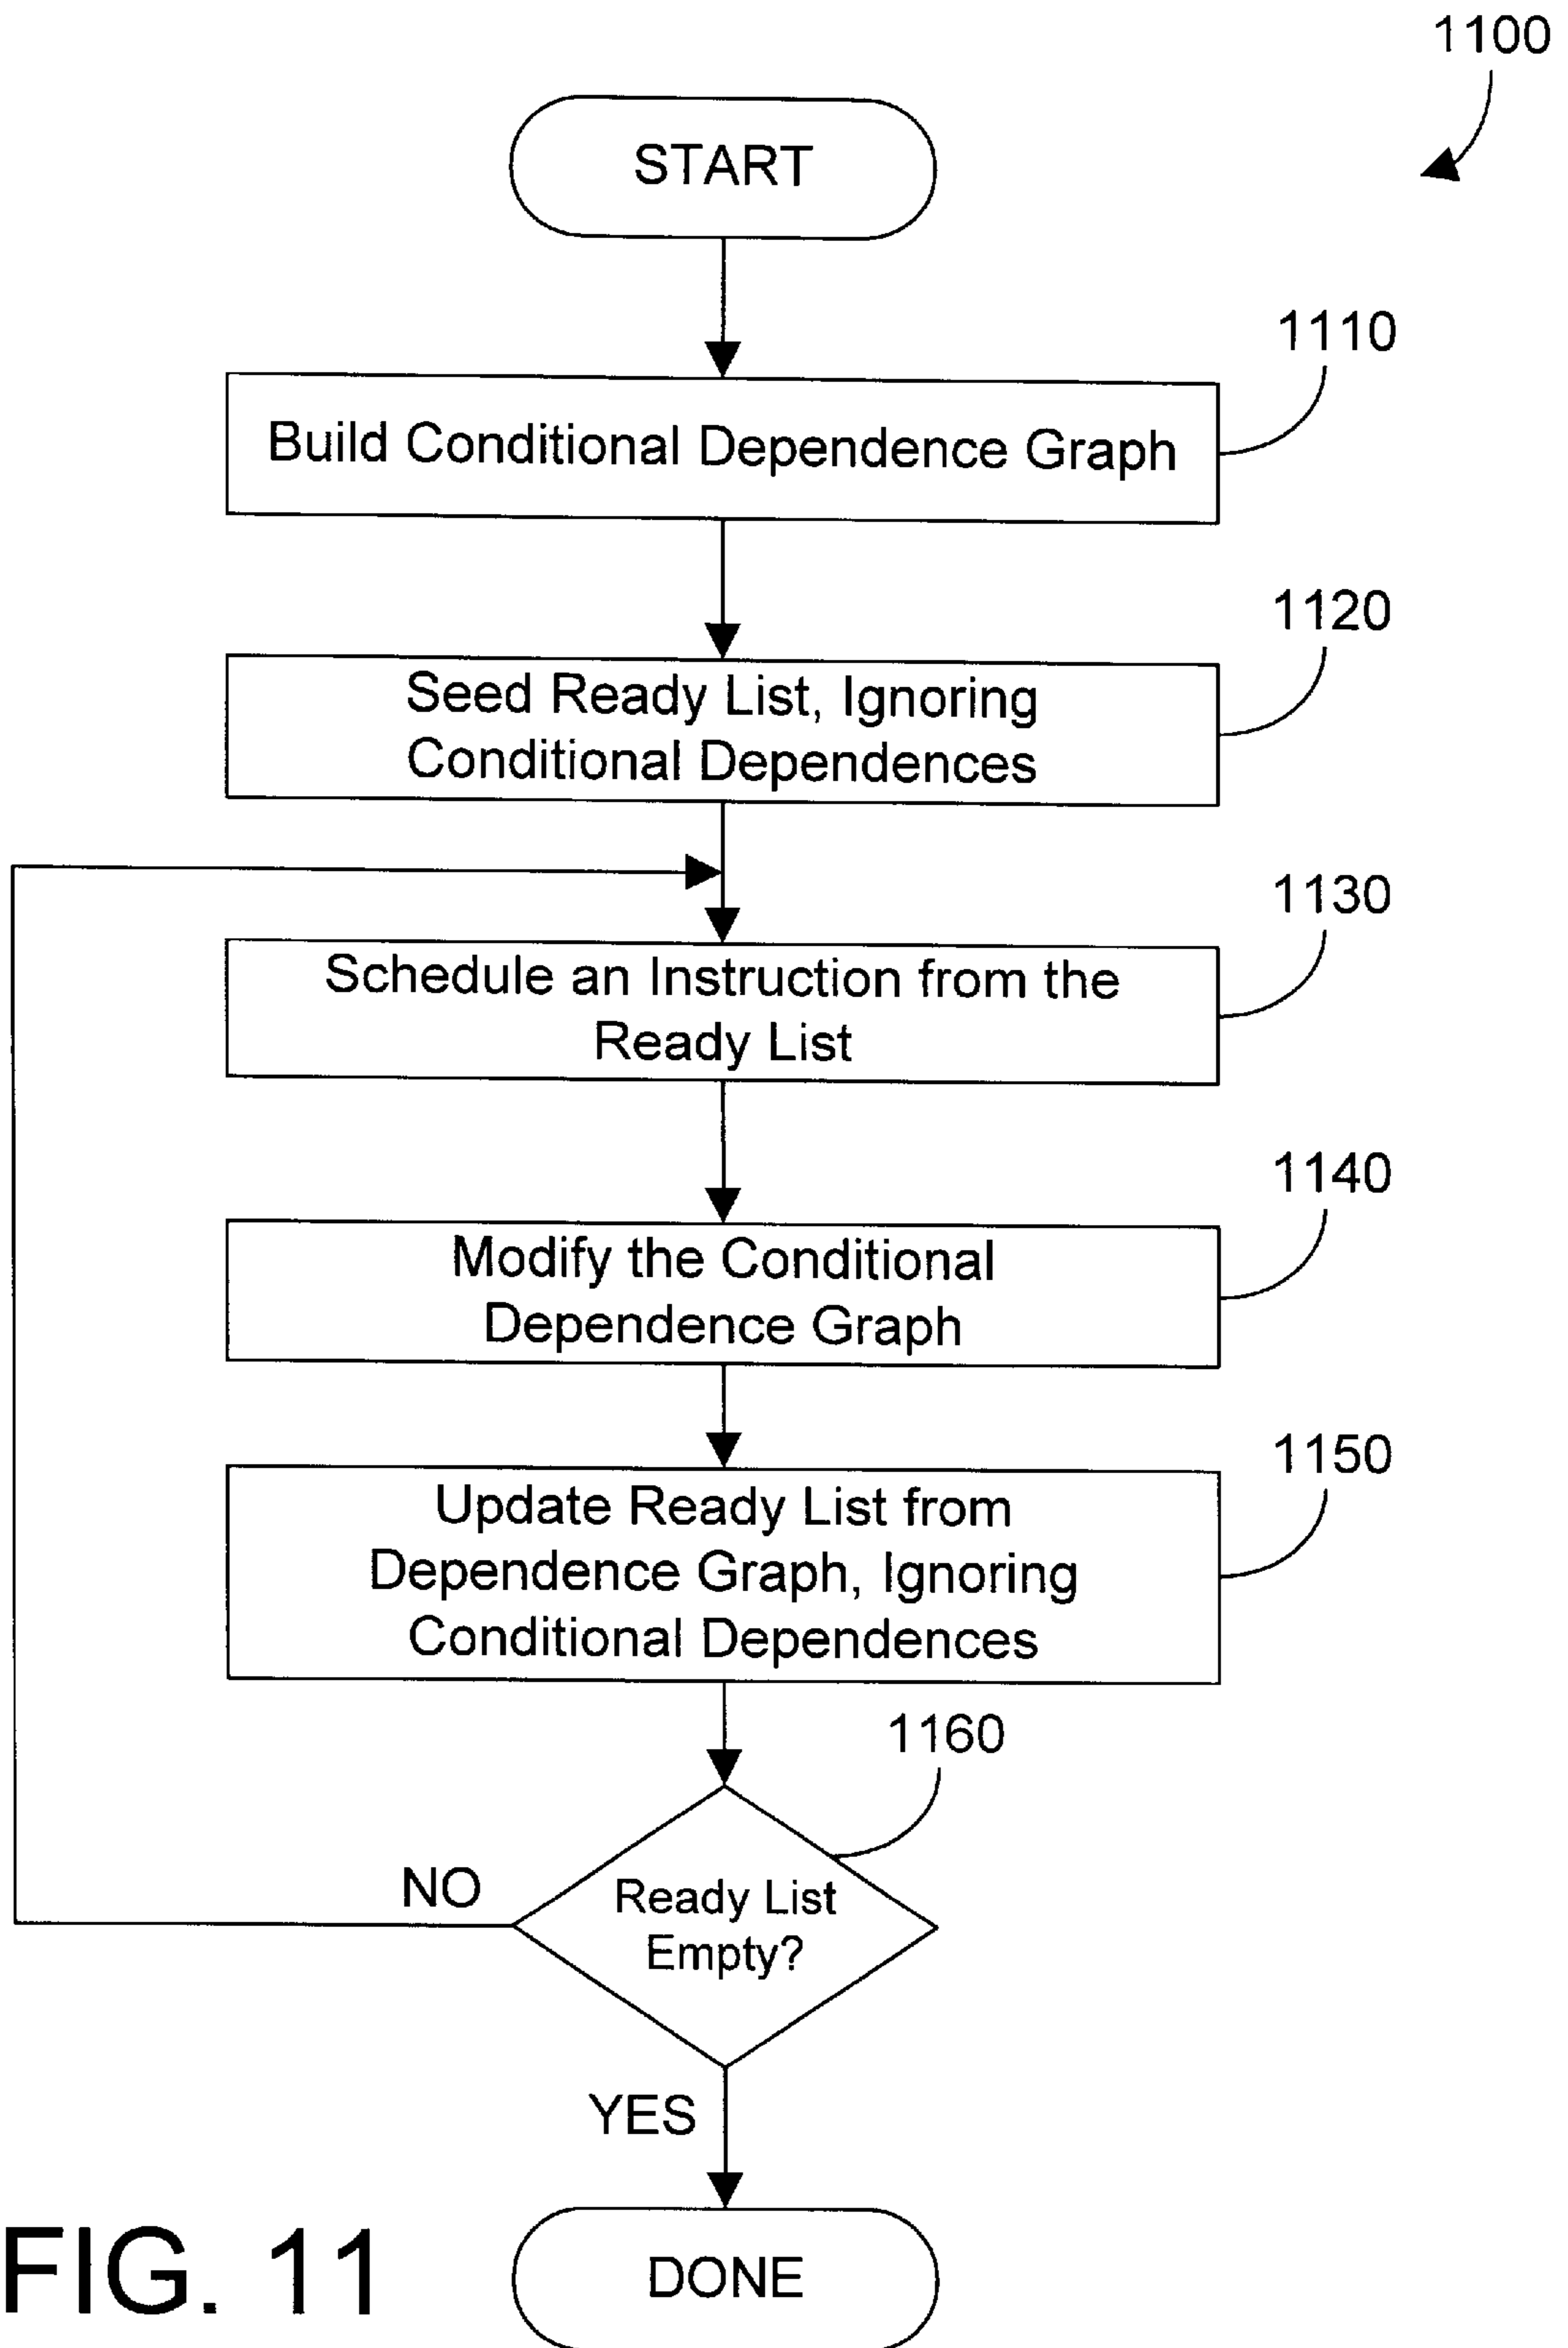 1100
START
1110
Build Conditional Dependence Graph
1120
Seed Ready List, Ignoring
Conditional Dependences
1130
Schedule an Instruction from the
Ready List
1140
Modify the Conditional
Dependence Graph
1150
Update Ready List from
Dependence Graph, Ignoring
Conditional Dependences
1160
NO
Ready List
Empty?
YES
DONE
FIG. 11